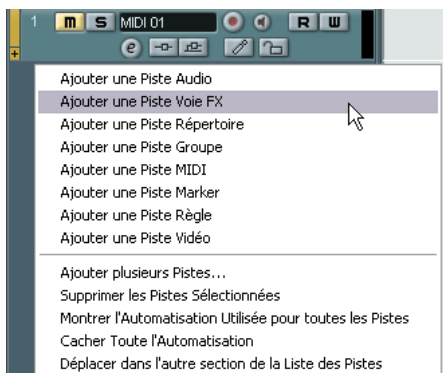 1 M S MIDI 01 R W
e
+
Ajouter une Piste Audio
Ajouter une Piste Voie FX
Ajouter une Piste Répertoire
Ajouter une Piste Groupe
Ajouter une Piste MIDI
Ajouter une Piste Marker
Ajouter une Piste Règle
Ajouter une Piste Vidéo
Ajouter plusieurs Pistes...
Supprimer les Pistes Sélectionnées
Montrer l'Automatisation Utilisée pour toutes les Pistes
Cacher Toute l'Automatisation
Déplacer dans l'autre section de la Liste des Pistes